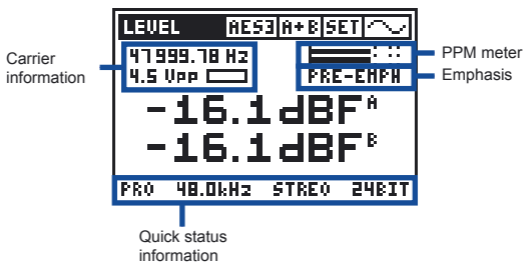 LEVEL AES3 A+B SET
Carrier information
47999.78 Hz
4.5 Vpp
PPM meter
PRE-EMPH
Emphasis
-16.1dBF A
-16.1dBF B
PRO 48.0kHz STREO 24BIT
Quick status information